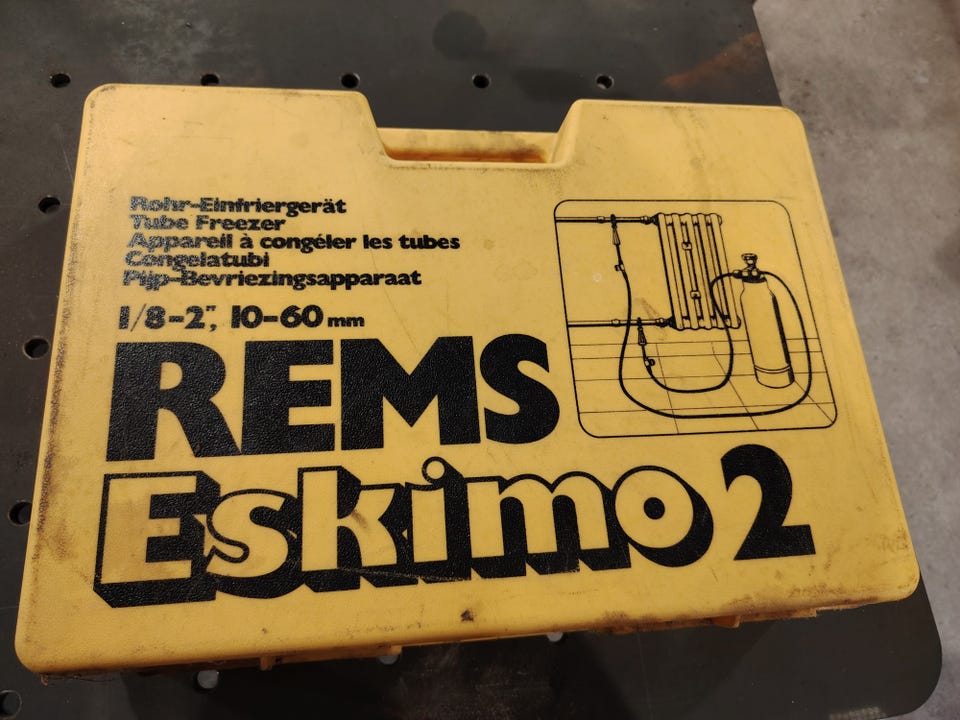 Rohr-Einfriergerät
Tube Freezer
Appareil à congéler les tubes
Congelatubi
Pijp-Bevriezingsapparaat
1/8-2", 10-60 mm
REMS
Eskimo 2